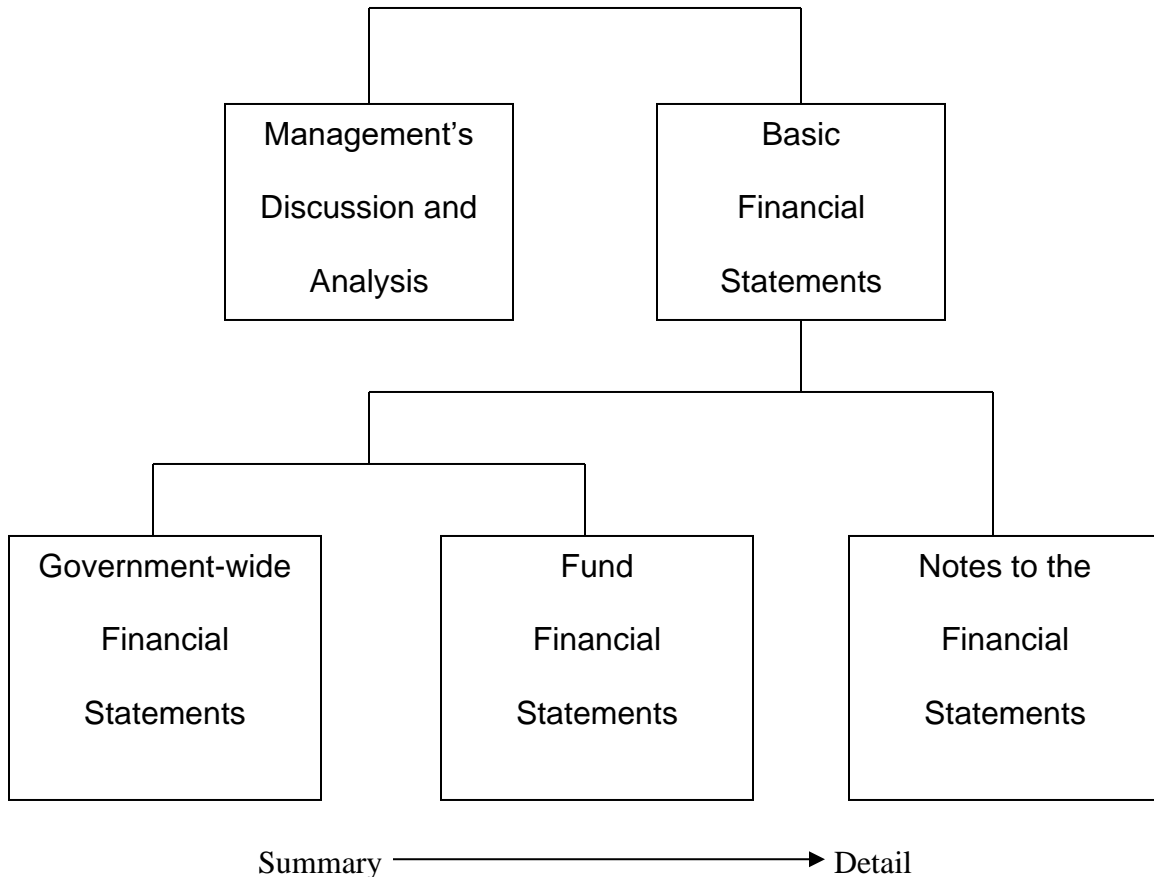 Management’s
Discussion and
Analysis
Basic
Financial
Statements
Government-wide
Financial
Statements
Fund
Financial
Statements
Notes to the
Financial
Statements
Summary
Detail